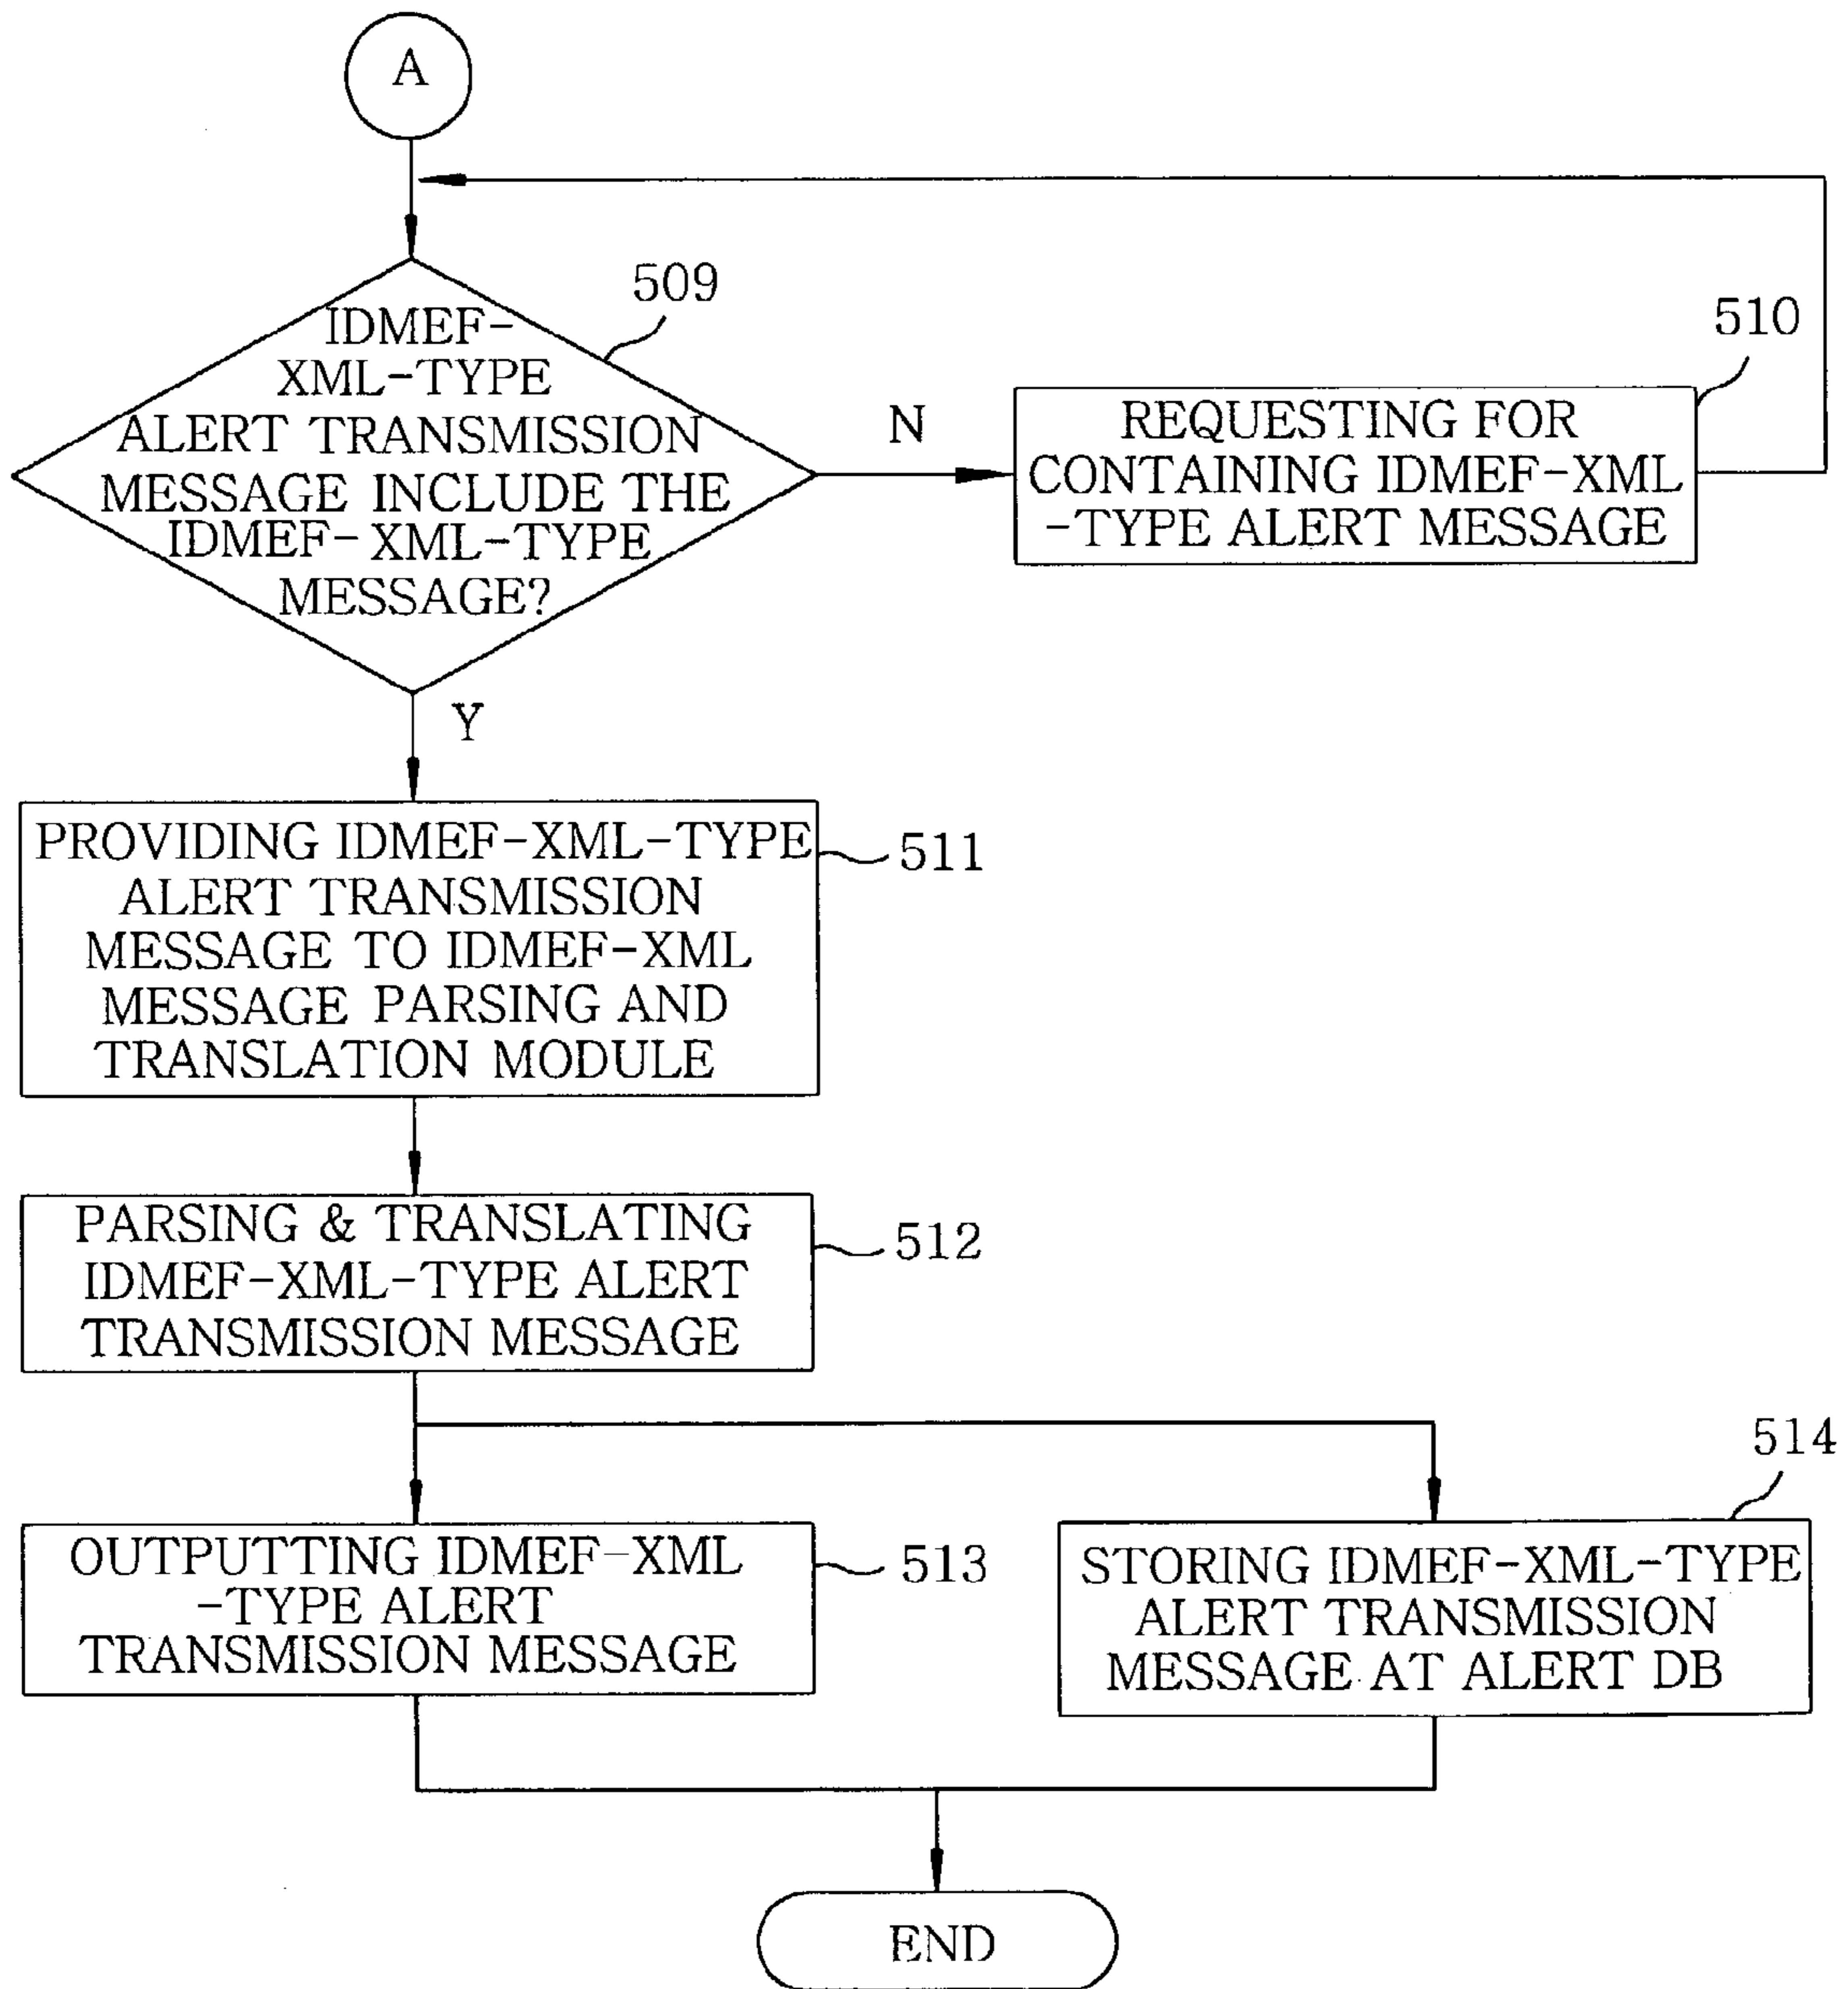 A
509
IDMEF-
XML-TYPE
ALERT TRANSMISSION
MESSAGE INCLUDE THE
IDMEF-XML-TYPE
MESSAGE?
N
510
REQUESTING FOR
CONTAINING IDMEF-XML
-TYPE ALERT MESSAGE
Y
PROVIDING IDMEF-XML-TYPE
ALERT TRANSMISSION
MESSAGE TO IDMEF-XML
MESSAGE PARSING AND
TRANSLATION MODULE
511
PARSING & TRANSLATING
IDMEF-XML-TYPE ALERT
TRANSMISSION MESSAGE
512
OUTPUTTING IDMEF-XML
-TYPE ALERT
TRANSMISSION MESSAGE
513
514
STORING IDMEF-XML-TYPE
ALERT TRANSMISSION
MESSAGE AT ALERT DB
END